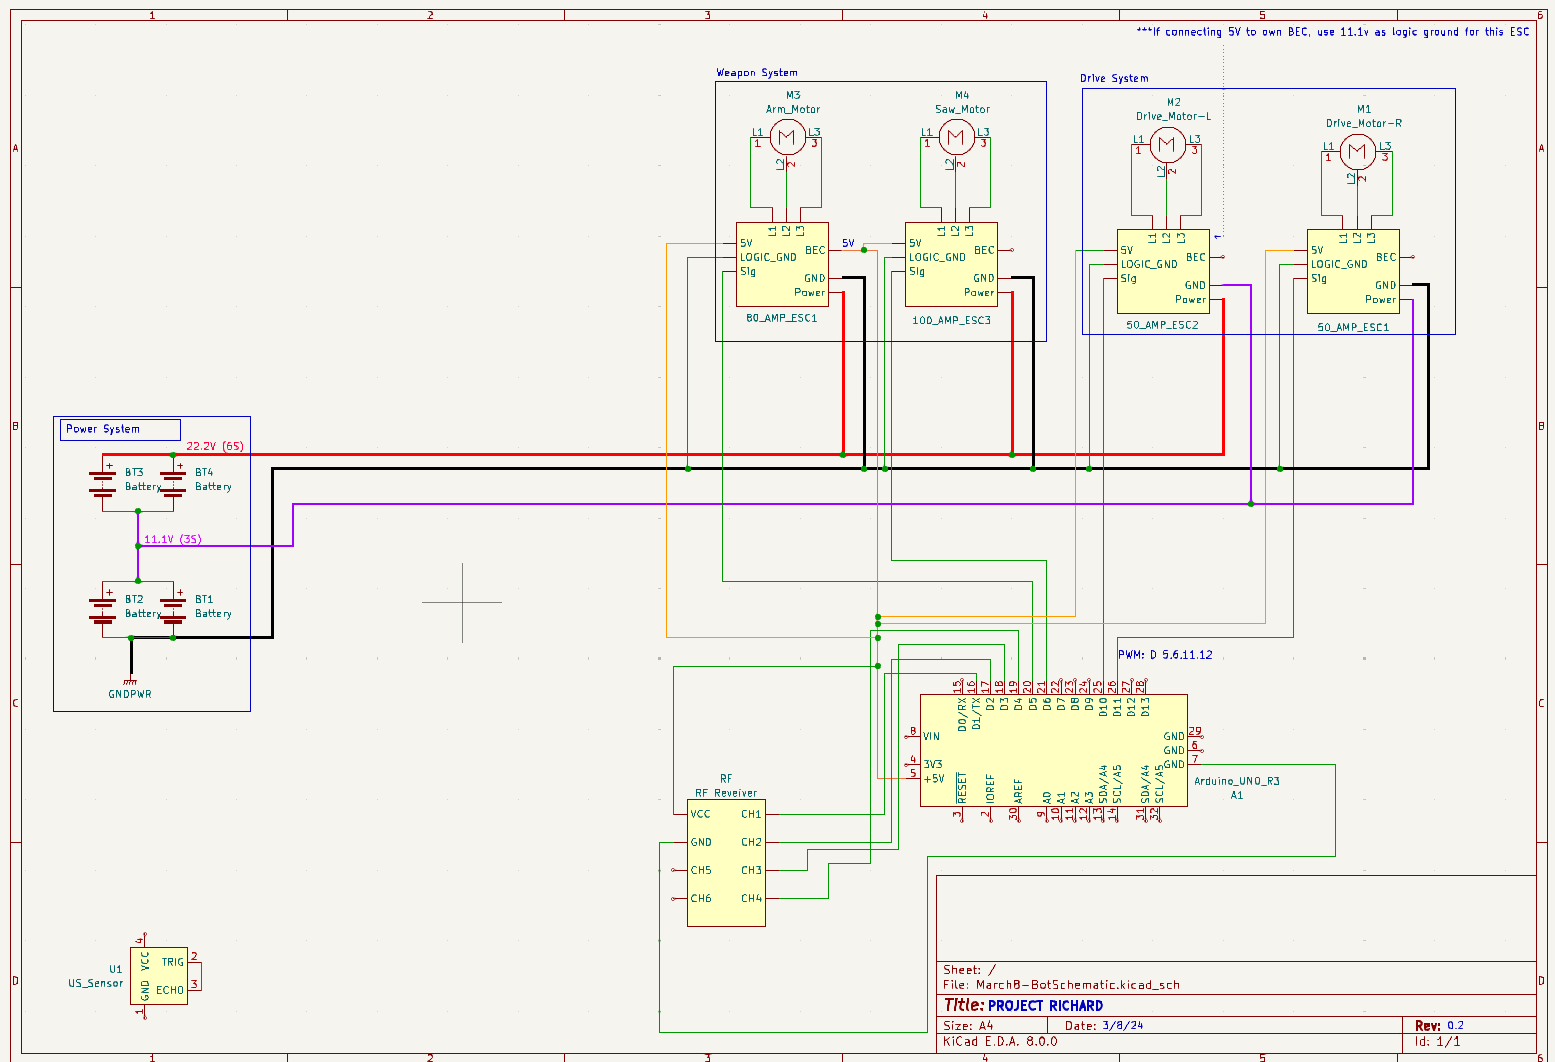 1 2 3 4 5 6
***If connecting 5V to own BEC, use 11.1v as logic ground for this ESC
Weapon System
Drive System
M3
Arm_Motor
L1 L3
1 3
L2 2
M4
Saw_Motor
L1 L3
1 3
L2 2
M2
Drive_Motor-L
L1 L3
1 3
L2 2
M1
Drive_Motor-R
L1 L3
1 3
L2 2
A A
L1 L2 L3
5V
LOGIC_GND
Sig
BEC
GND
Power
80_AMP_ESC1
5V
L1 L2 L3
5V
LOGIC_GND
Sig
BEC
GND
Power
100_AMP_ESC3
L1 L2 L3
5V
LOGIC_GND
Sig
BEC
GND
Power
50_AMP_ESC2
L1 L2 L3
5V
LOGIC_GND
Sig
BEC
GND
Power
50_AMP_ESC1
B B
Power System
22.2V (6S)
+ BT3
Battery
+ BT4
Battery
11.1V (3S)
+ BT2
Battery
+ BT1
Battery
GNDPWR
C C
PWM: D 5,6,11,12
15 16 17 18 19 20 21 22 23 24 25 26 27 28
D0/RX D1/TX D2 D3 D4 D5 D6 D7 D8 D9 D10 D11 D12 D13
8 VIN
4 3V3
5 +5V
GND 29
GND 6
GND 7
RESET IOREF AREF A0 A1 A2 A3 SDA/A4 SCL/A5 SDA/A4 SCL/A5
3 2 30 9 10 11 12 13 14 31 32
Arduino_UNO_R3
A1
RF
RF Reveiver
VCC CH1
GND CH2
CH5 CH3
CH6 CH4
D D
U1
US_Sensor
4 VCC
TRIG 2
ECHO 3
GND 1
Sheet: /
File: March8-BotSchematic.kicad_sch
Title: PROJECT RICHARD
Size: A4 Date: 3/8/24 Rev: 0.2
KiCad E.D.A. 8.0.0 Id: 1/1
1 2 3 4 5 6